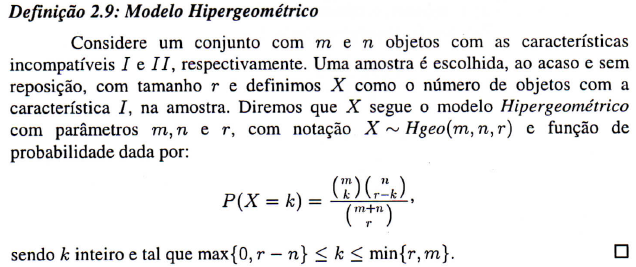 Definição 2.9: Modelo Hipergeométrico
Considere um conjunto com m e n objetos com as características
incompatíveis I e II, respectivamente. Uma amostra é escolhida, ao acaso e sem
reposição, com tamanho r e definimos X como o número de objetos com a
característica I, na amostra. Diremos que X segue o modelo Hipergeométrico
com parâmetros m, n e r, com notação X ∼ Hgeo(m, n, r) e função de
probabilidade dada por:
P(X = k) = \frac{\binom{m}{k}\binom{n}{r-k}}{\binom{m+n}{r}},
sendo k inteiro e tal que max{0, r − n} ≤ k ≤ min{r, m}. □